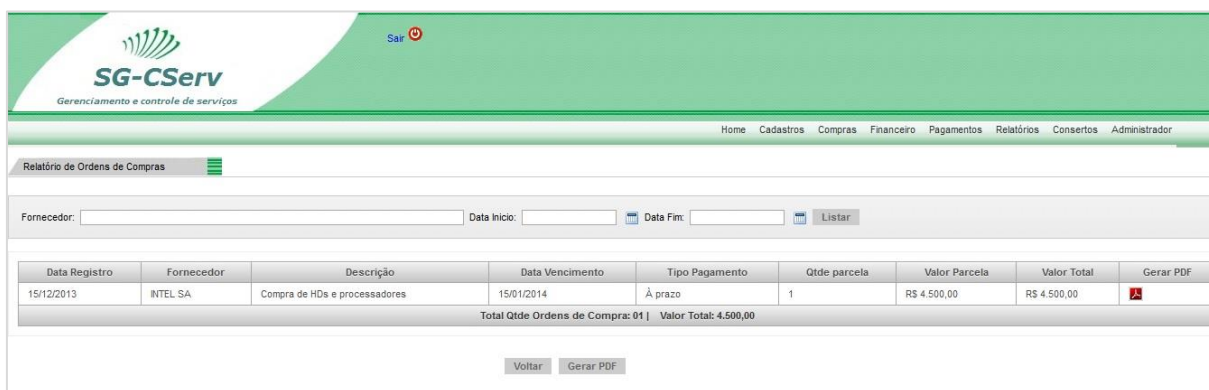 Sair
SG-CServ
Gerenciamento e controle de serviços
Home Cadastros Compras Financeiro Pagamentos Relatórios Consertos Administrador
Relatório de Ordens de Compras
Fornecedor: Data Inicio: Data Fim: Listar
Data Registro Fornecedor Descrição Data Vencimento Tipo Pagamento Qtde parcela Valor Parcela Valor Total Gerar PDF
15/12/2013 INTEL SA Compra de HDs e processadores 15/01/2014 À prazo 1 R$ 4.500,00 R$ 4.500,00
Total Qtde Ordens de Compra: 01 | Valor Total: 4.500,00
Voltar Gerar PDF